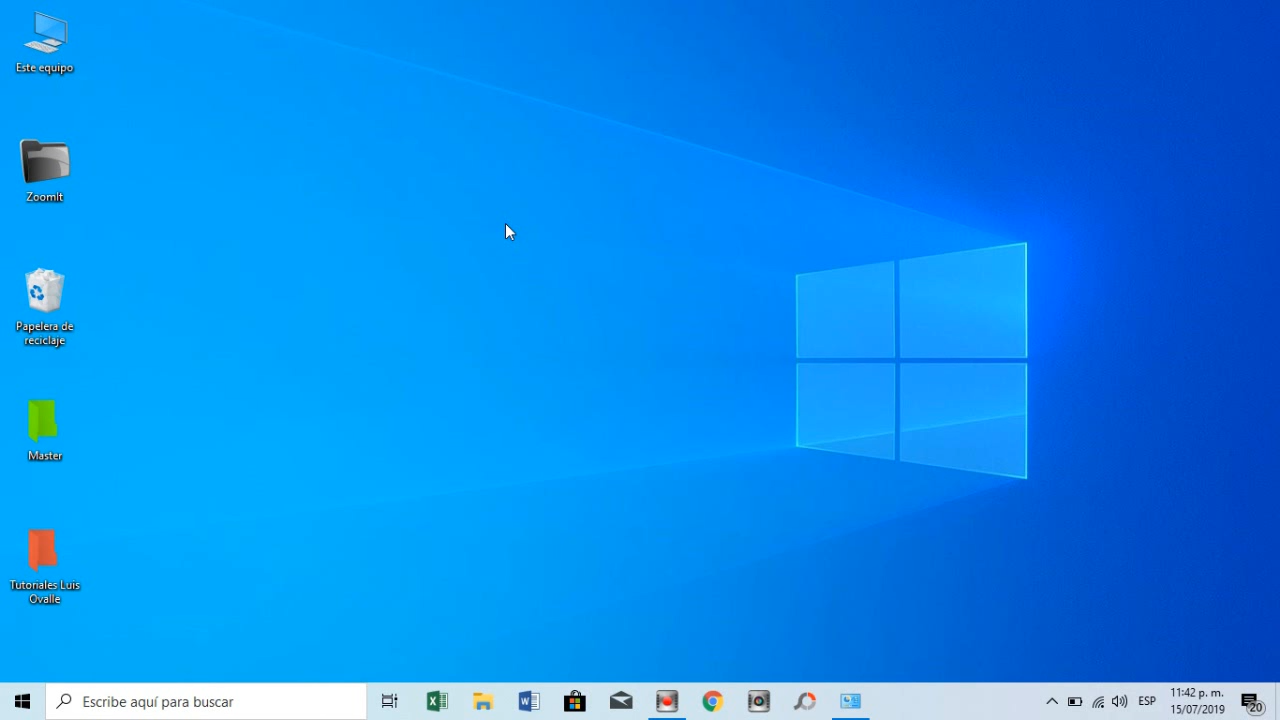 Este equipo
ZoomIt
Papelera de
reciclaje
Master
Tutoriales Luis
Ovalle
Escribe aquí para buscar
ESP
11:42 p. m.
15/07/2019
20